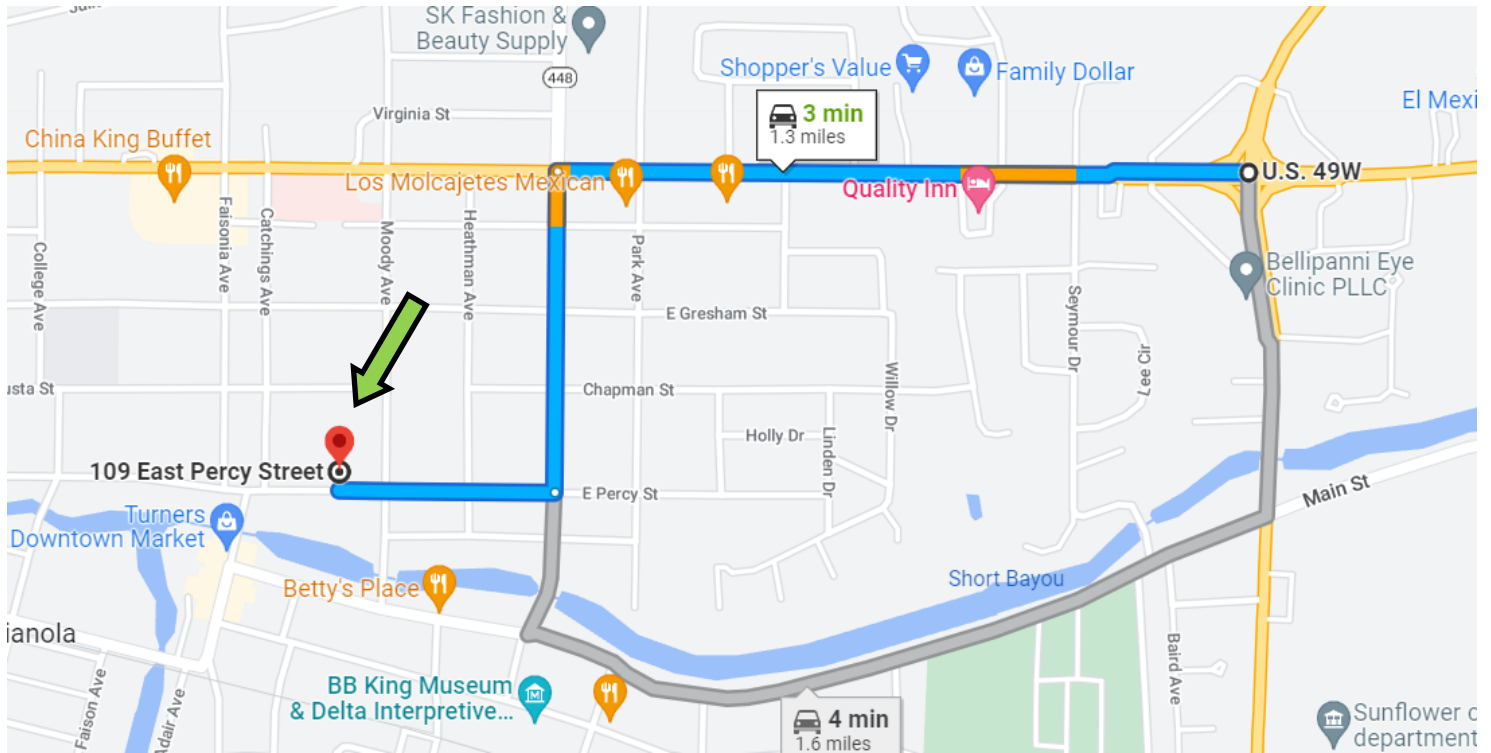 SK Fashion &
Beauty Supply
448
Shopper's Value
Family Dollar
El Mexi
Virginia St
3 min
1.3 miles
China King Buffet
Los Molcajetes Mexican
Quality Inn
U.S. 49W
College Ave
Faisonia Ave
Catchings Ave
Moody Ave
Heathman Ave
Park Ave
Bellipanni Eye
Clinic PLLC
E Gresham St
Seymour Dr
Lee Cir
Willow Dr
usta St
Chapman St
Holly Dr
Linden Dr
109 East Percy Street
E Percy St
Main St
Turners
Downtown Market
Betty's Place
Short Bayou
ianola
Baird Ave
BB King Museum
& Delta Interpretive...
Faison Ave
Adair Ave
4 min
1.6 miles
Sunflower c
department